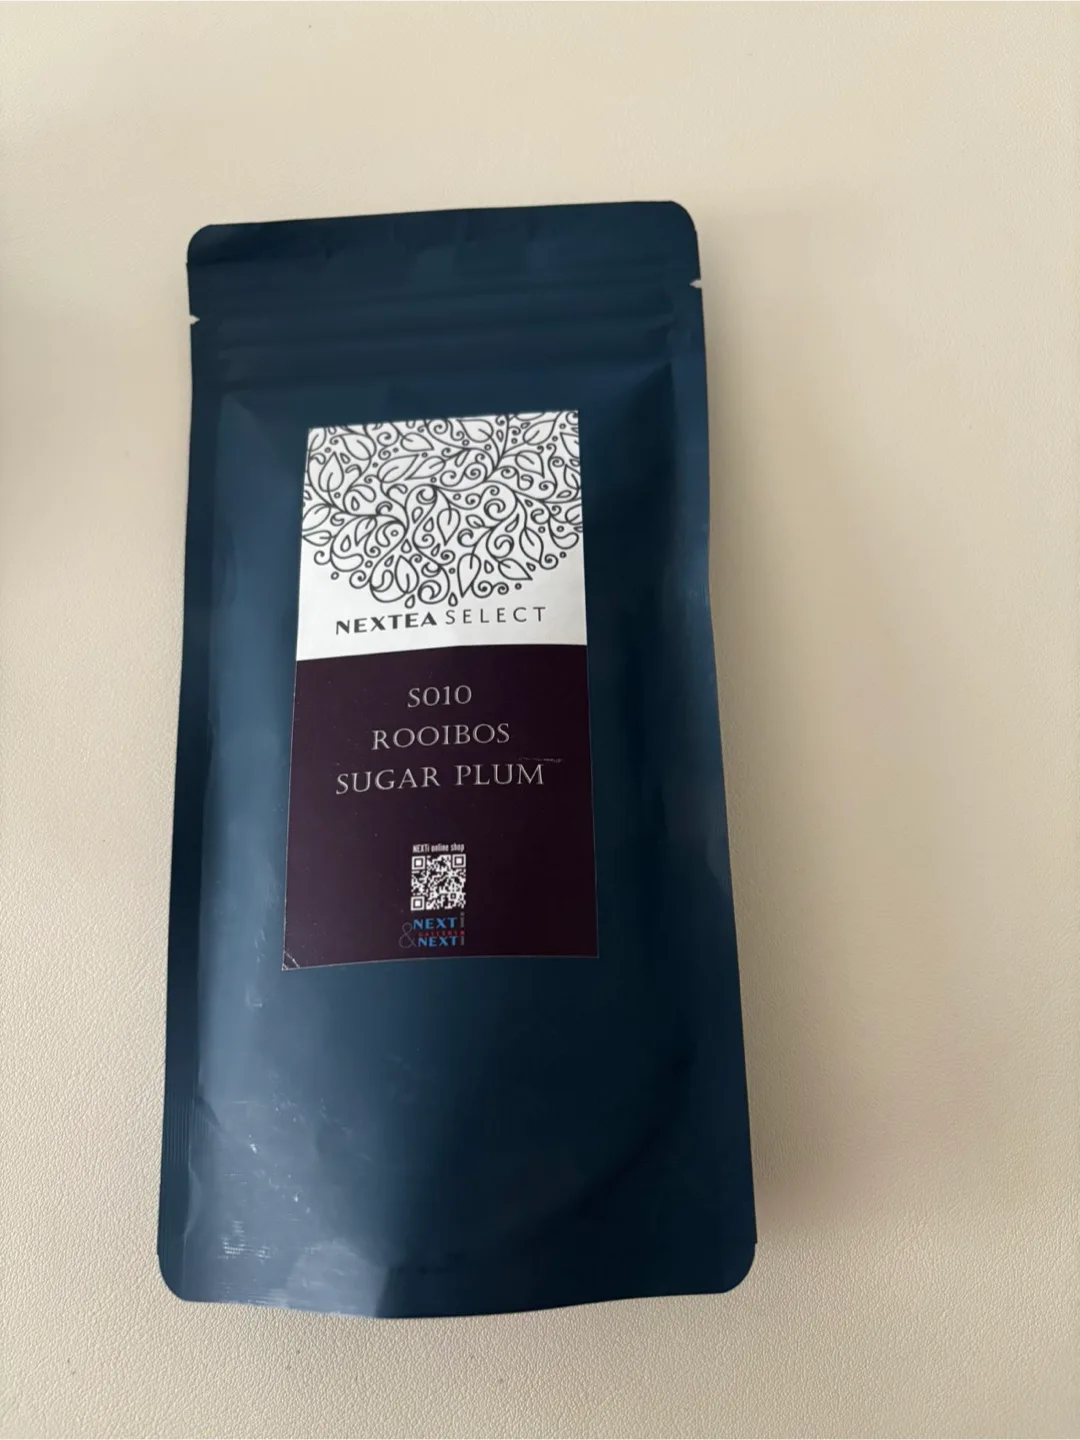 NEXTEA SELECT
S010
ROOIBOS
SUGAR PLUM
NEXTi online shop
NEXT
& NEXT